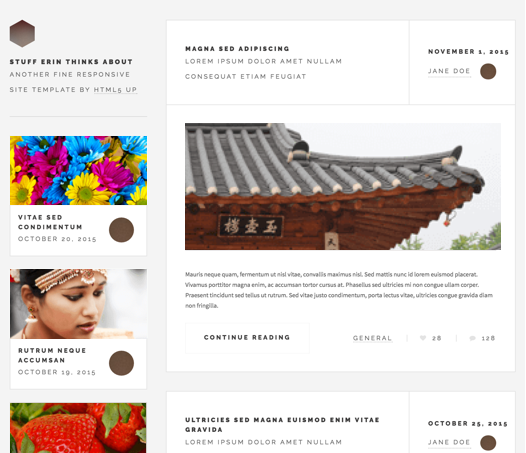 STUFF ERIN THINKS ABOUT
ANOTHER FINE RESPONSIVE
SITE TEMPLATE BY HTML5 UP
VITAE SED
CONDIMENTUM
OCTOBER 20, 2015
RUTRUM NEQUE
ACCUMSAN
OCTOBER 19, 2015
MAGNA SED ADIPISCING
LOREM IPSUM DOLOR AMET NULLAM
CONSEQUAT ETIAM FEUGIAT
NOVEMBER 1, 2015
JANE DOE
玉壺春
Mauris neque quam, fermentum ut nisl vitae, convallis maximus nisl. Sed mattis nunc id lorem euismod placerat.
Vivamus porttitor magna enim, ac accumsan tortor cursus at. Phasellus sed ultricies mi non congue ullam corper.
Praesent tincidunt sed tellus ut rutrum. Sed vitae justo condimentum, porta lectus vitae, ultricies congue gravida diam
non fringilla.
CONTINUE READING
GENERAL
28
128
ULTRICIES SED MAGNA EUISMOD ENIM VITAE
GRAVIDA
LOREM IPSUM DOLOR AMET NULLAM
OCTOBER 25, 2015
JANE DOE